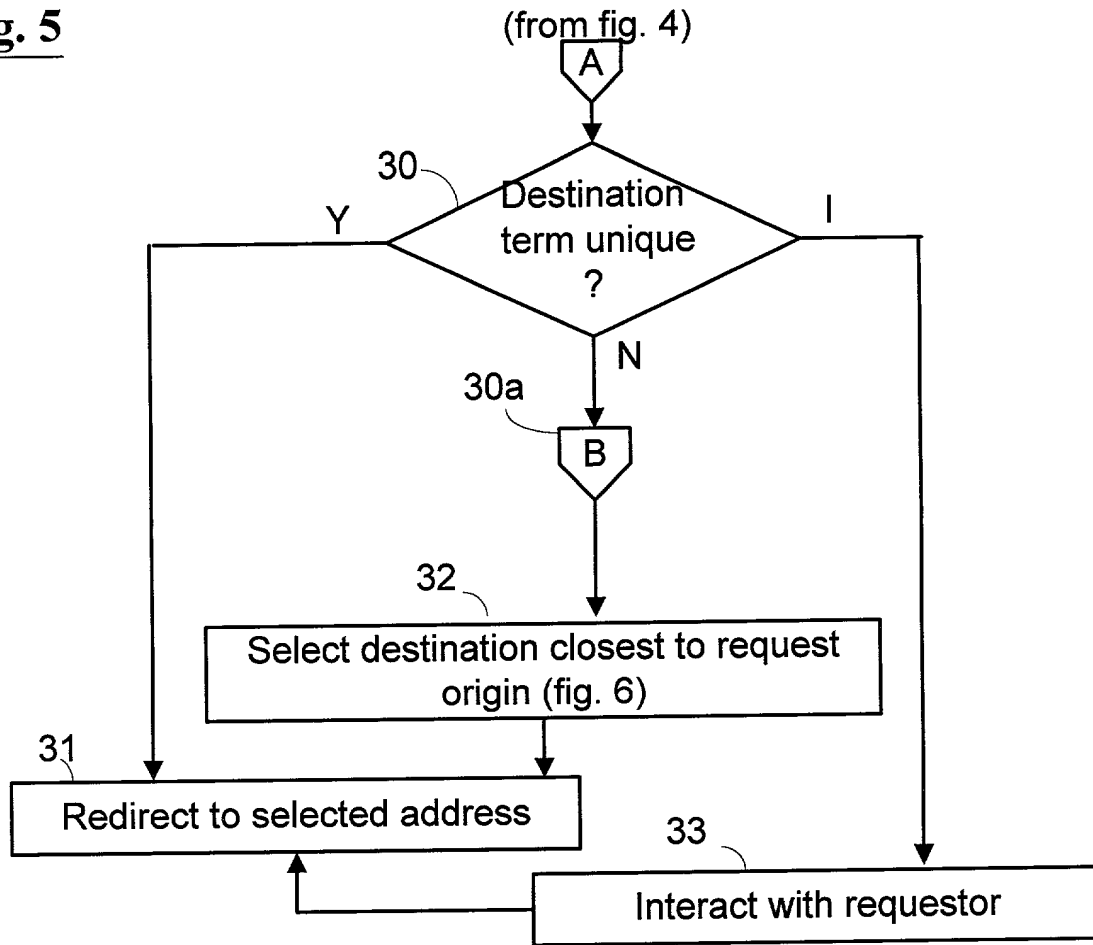 g. 5
(from fig. 4)
A
30
Destination
term unique
?
Y
I
N
30a
B
32
Select destination closest to request
origin (fig. 6)
31
Redirect to selected address
33
Interact with requestor